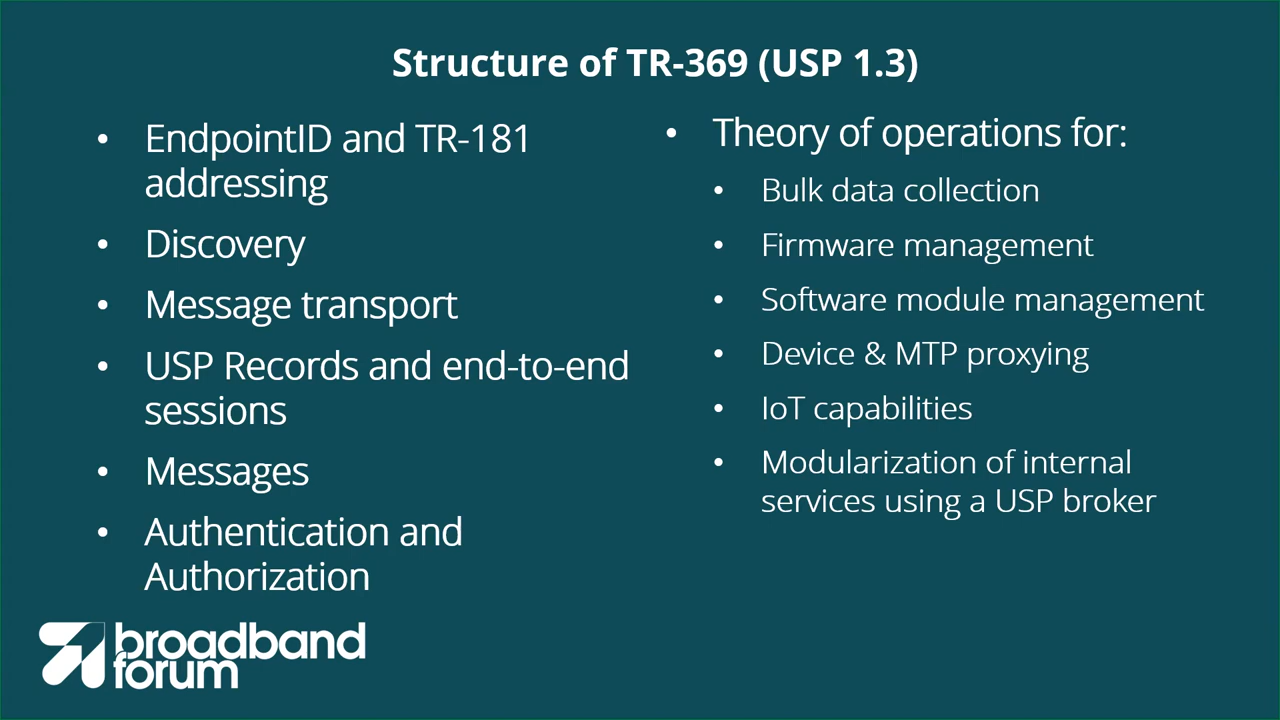 Structure of TR-369 (USP 1.3)
• EndpointID and TR-181
addressing
• Discovery
• Message transport
• USP Records and end-to-end
sessions
• Messages
• Authentication and
Authorization
• Theory of operations for:
• Bulk data collection
• Firmware management
• Software module management
• Device & MTP proxying
• IoT capabilities
• Modularization of internal
services using a USP broker
broadband
forum